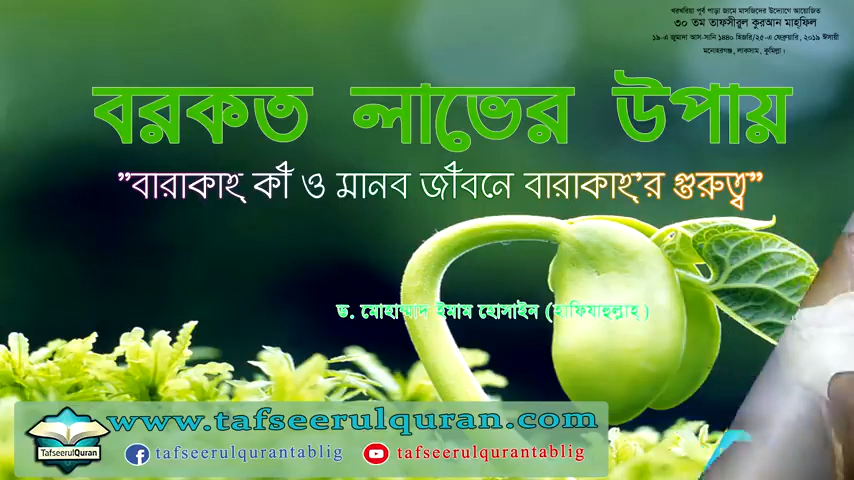 খরখরিয়া পূর্ব পাড়া জামে মাসজিদের উদ্যোগে আয়োজিত
৩০ তম তাফসীরুল কুরআন মাহ্ফিল
১৯-এ জুমাদা আস-সানি ১৪৪০ হিজরি/২৫-এ ফেব্রুয়ারি, ২০১৯ ঈসায়ী
মনোহরগঞ্জ, লাকসাম, কুমিল্লা।
বরকত লাভের উপায়
"বারাকাহ্ কী ও মানব জীবনে বারাকাহ্'র গুরুত্ব"
ড. মোহাম্মাদ ইমাম হোসাইন (হাফিযাহুল্লাহ্)
www.tafseerulquran.com
TafseerulQuran
tafseerulqurantablig
tafseerulqurantablig